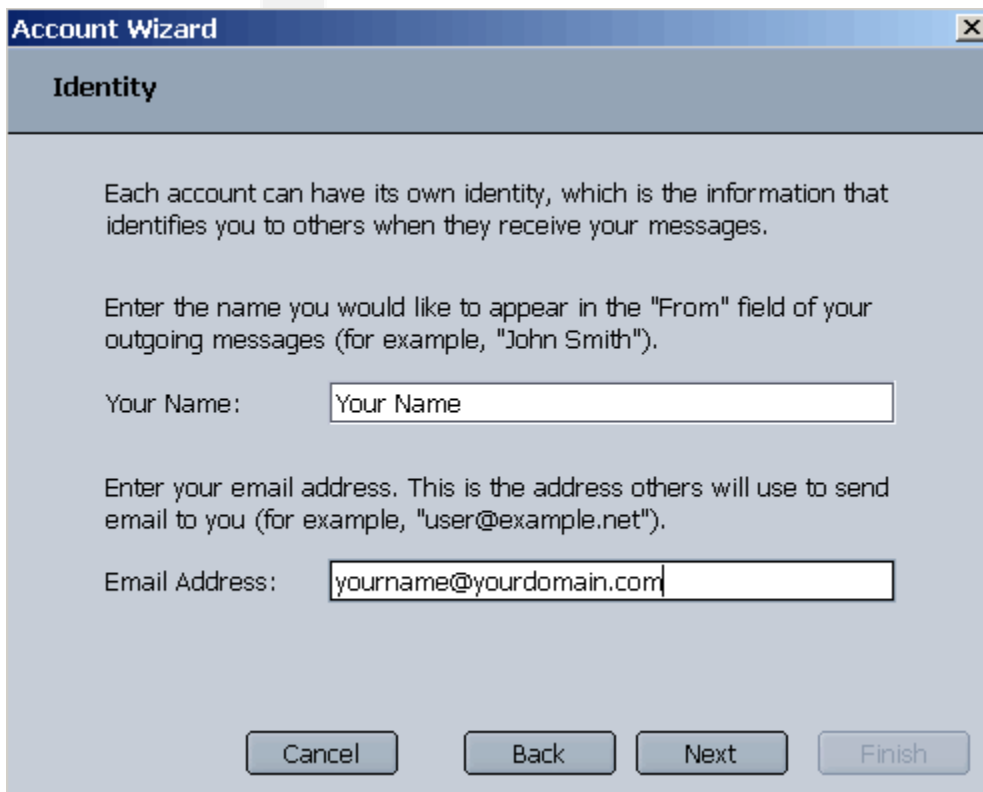 Account Wizard
Identity
Each account can have its own identity, which is the information that
identifies you to others when they receive your messages.
Enter the name you would like to appear in the "From" field of your
outgoing messages (for example, "John Smith").
Your Name: Your Name
Enter your email address. This is the address others will use to send
email to you (for example, "user@example.net").
Email Address: yourname@yourdomain.com
Cancel Back Next Finish